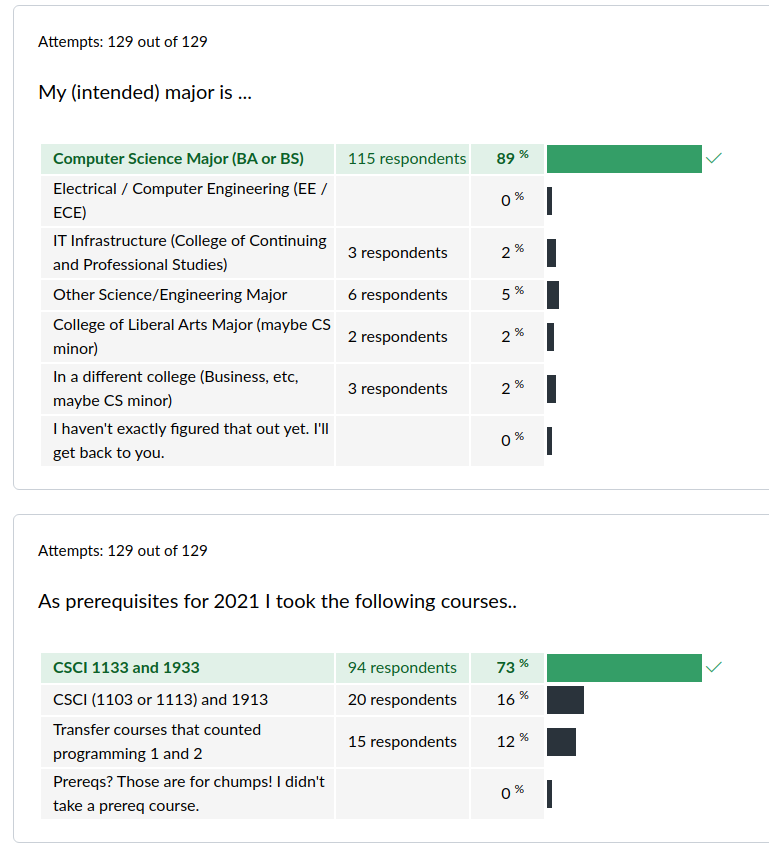 Attempts: 129 out of 129
My (intended) major is ...
Computer Science Major (BA or BS) 115 respondents 89 %
Electrical / Computer Engineering (EE /
ECE) 0 %
IT Infrastructure (College of Continuing
and Professional Studies) 3 respondents 2 %
Other Science/Engineering Major 6 respondents 5 %
College of Liberal Arts Major (maybe CS
minor) 2 respondents 2 %
In a different college (Business, etc,
maybe CS minor) 3 respondents 2 %
I haven't exactly figured that out yet. I'll
get back to you. 0 %
Attempts: 129 out of 129
As prerequisites for 2021 I took the following courses..
CSCI 1133 and 1933 94 respondents 73 %
CSCI (1103 or 1113) and 1913 20 respondents 16 %
Transfer courses that counted
programming 1 and 2 15 respondents 12 %
Prereqs? Those are for chumps! I didn't
take a prereq course. 0 %